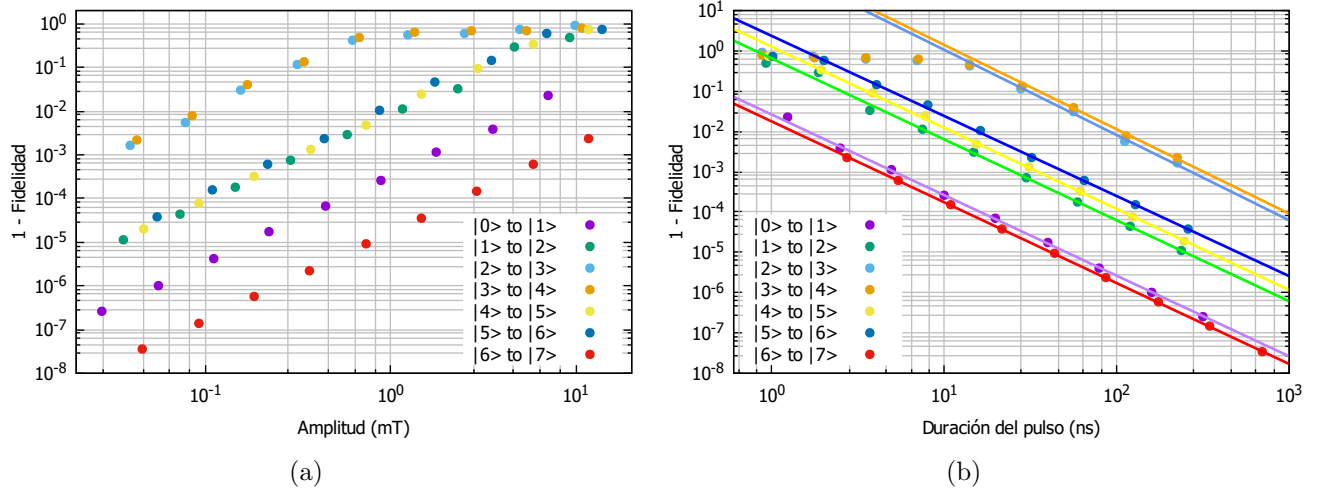 10^0
10^-1
10^-2
10^-3
10^-4
10^-5
10^-6
10^-7
10^-8
1 - Fidelidad
|0> to |1>
|1> to |2>
|2> to |3>
|3> to |4>
|4> to |5>
|5> to |6>
|6> to |7>
10^-1 10^0 10^1
Amplitud (mT)
(a)
10^1
10^0
10^-1
10^-2
10^-3
10^-4
10^-5
10^-6
10^-7
10^-8
1 - Fidelidad
|0> to |1>
|1> to |2>
|2> to |3>
|3> to |4>
|4> to |5>
|5> to |6>
|6> to |7>
10^0 10^1 10^2 10^3
Duración del pulso (ns)
(b)